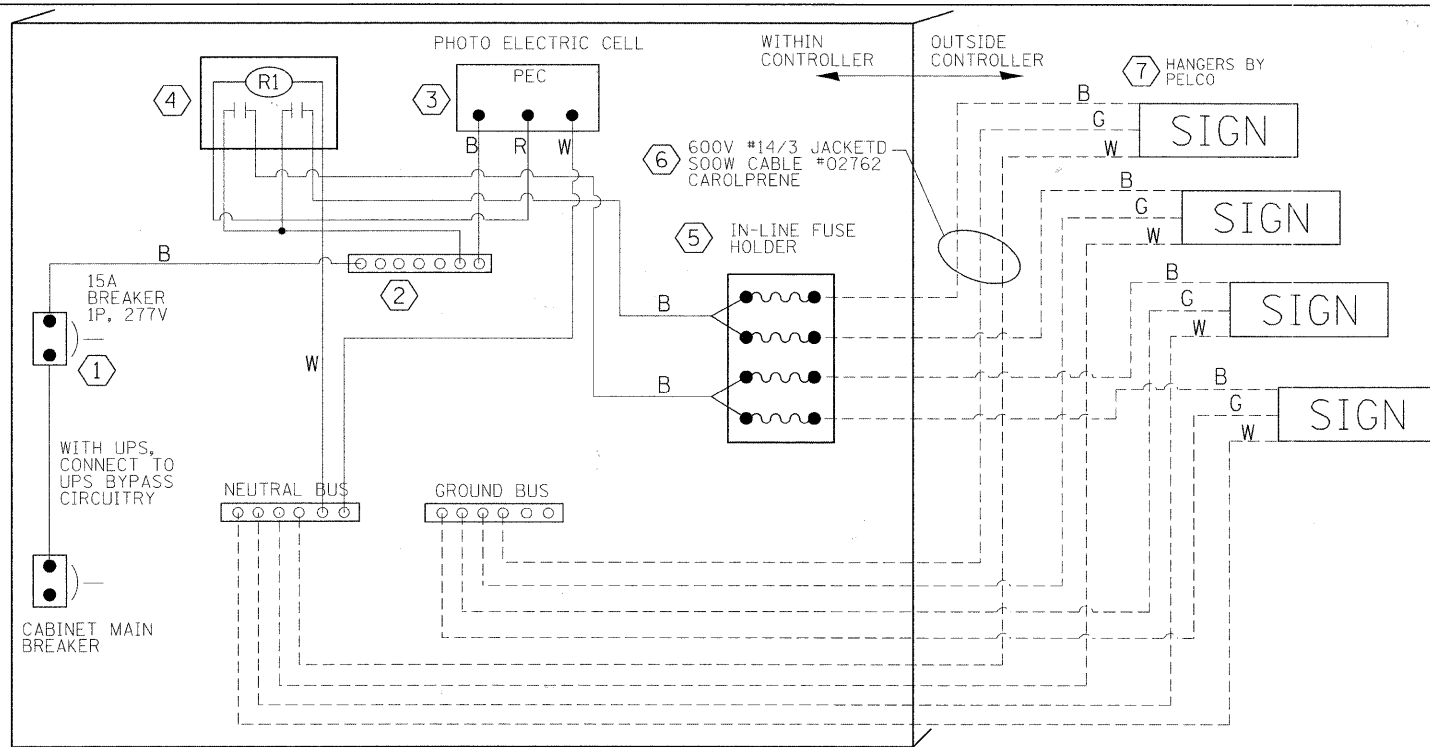 PHOTO ELECTRIC CELL
WITHIN
CONTROLLER
OUTSIDE
CONTROLLER
7
HANGERS BY
PELCO
R1
4
3
PEC
B R W
B
G
W
SIGN
6
600V #14/3 JACKETD
SOOW CABLE #02762
CAROLPRENE
B
G
W
SIGN
5
IN-LINE FUSE
HOLDER
B
2
15A
BREAKER
1P, 277V
1
W
B
B
B
G
W
SIGN
B
G
W
SIGN
WITH UPS,
CONNECT TO
UPS BYPASS
CIRCUITRY
NEUTRAL BUS
GROUND BUS
CABINET MAIN
BREAKER